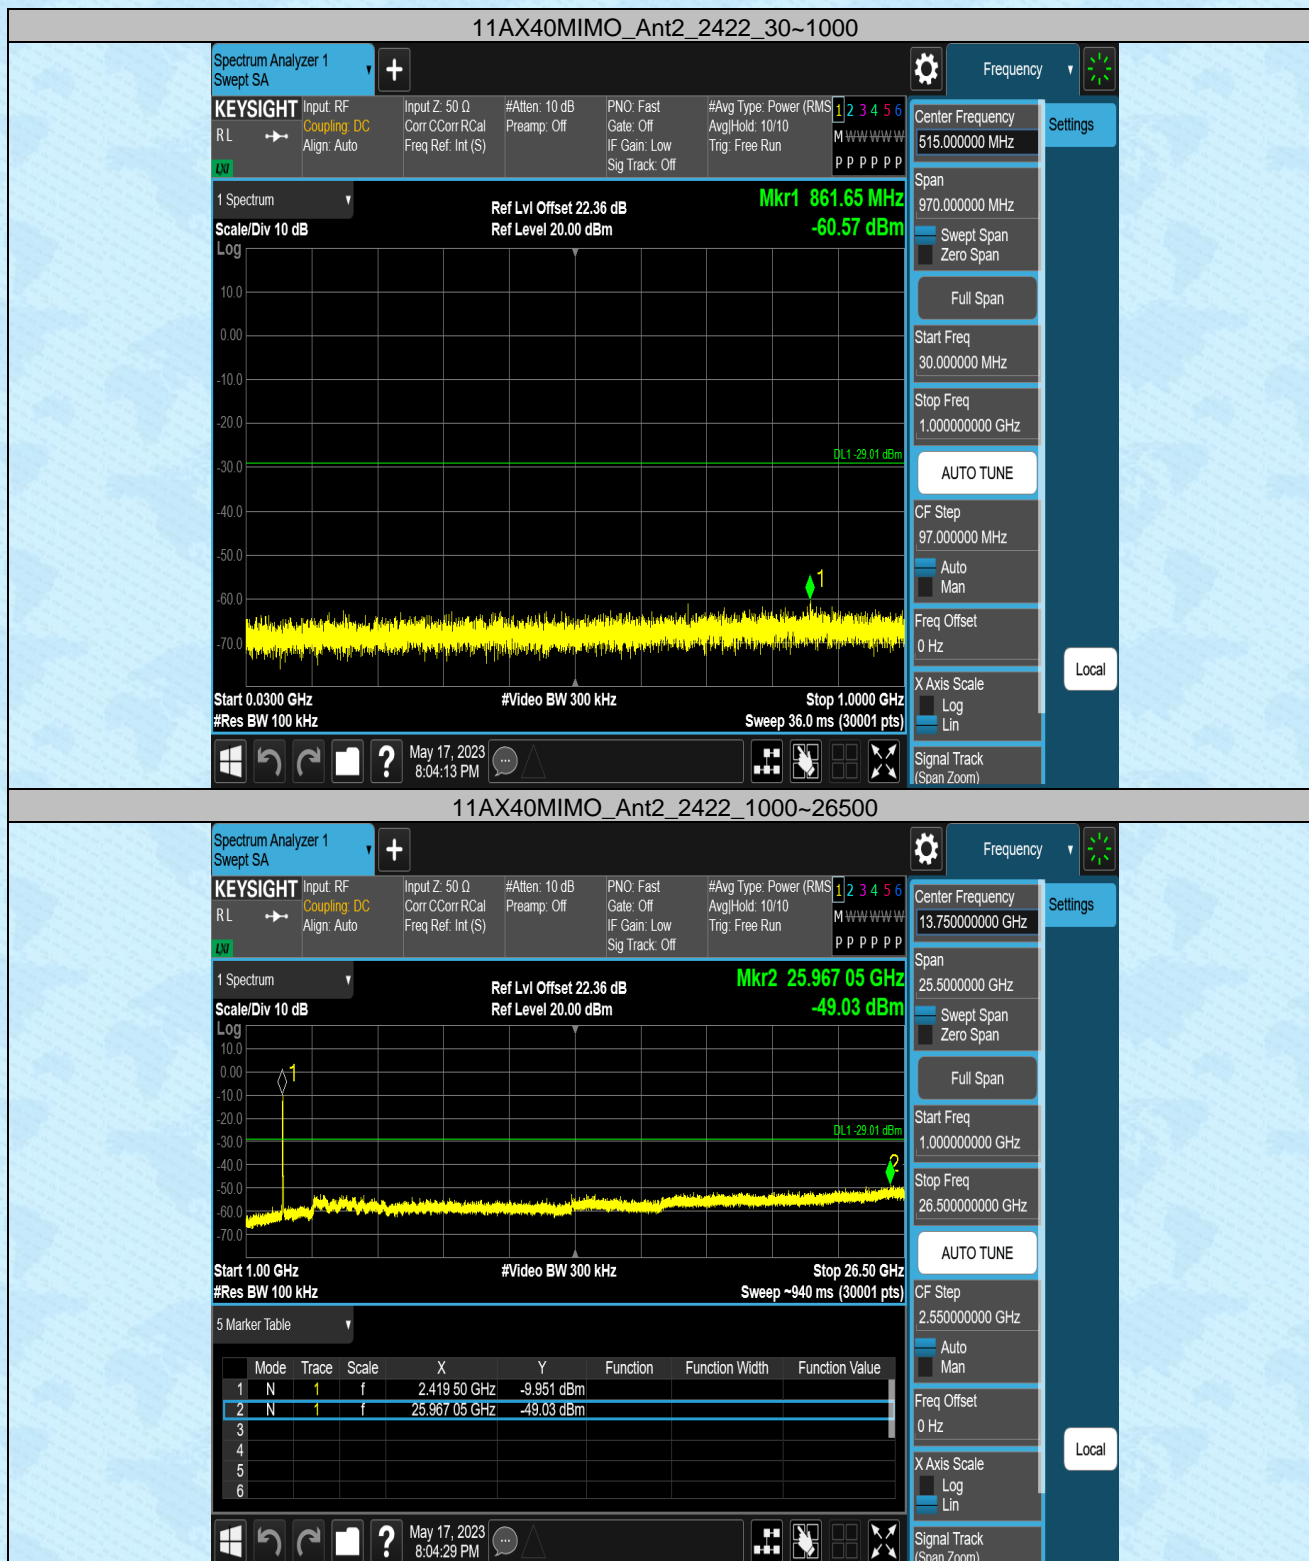 11AX40MIMO_Ant2_2422_30~1000
Spectrum Analyzer 1
Swept SA
Frequency
KEYSIGHT
RL
LXI
Input: RF
Coupling: DC
Align: Auto
Input Z: 50 Ω
Corr CCorr RCal
Freq Ref: Int (S)
#Atten: 10 dB
Preamp: Off
PNO: Fast
Gate: Off
IF Gain: Low
Sig Track: Off
#Avg Type: Power (RMS
Avg|Hold: 10/10
Trig: Free Run
1 2 3 4 5 6
M W W W W W
P P P P P P
1 Spectrum
Scale/Div 10 dB
Log
Ref Lvl Offset 22.36 dB
Ref Level 20.00 dBm
Mkr1 861.65 MHz
-60.57 dBm
10.0
0.00
-10.0
-20.0
-30.0
-40.0
-50.0
-60.0
-70.0
DL1 -29.01 dBm
1
Start 0.0300 GHz
#Res BW 100 kHz
#Video BW 300 kHz
Stop 1.0000 GHz
Sweep 36.0 ms (30001 pts)
May 17, 2023
8:04:13 PM
Center Frequency
515.000000 MHz
Settings
Span
970.000000 MHz
Swept Span
Zero Span
Full Span
Start Freq
30.000000 MHz
Stop Freq
1.000000000 GHz
AUTO TUNE
CF Step
97.000000 MHz
Auto
Man
Freq Offset
0 Hz
X Axis Scale
Log
Lin
Signal Track
(Span Zoom)
Local
11AX40MIMO_Ant2_2422_1000~26500
Spectrum Analyzer 1
Swept SA
Frequency
KEYSIGHT
RL
LXI
Input: RF
Coupling: DC
Align: Auto
Input Z: 50 Ω
Corr CCorr RCal
Freq Ref: Int (S)
#Atten: 10 dB
Preamp: Off
PNO: Fast
Gate: Off
IF Gain: Low
Sig Track: Off
#Avg Type: Power (RMS
Avg|Hold: 10/10
Trig: Free Run
1 2 3 4 5 6
M W W W W W
P P P P P P
1 Spectrum
Scale/Div 10 dB
Log
Ref Lvl Offset 22.36 dB
Ref Level 20.00 dBm
Mkr2 25.967 05 GHz
-49.03 dBm
10.0
0.00
-10.0
-20.0
-30.0
-40.0
-50.0
-60.0
-70.0
1
DL1 -29.01 dBm
2
Start 1.00 GHz
#Res BW 100 kHz
#Video BW 300 kHz
Stop 26.50 GHz
Sweep ~940 ms (30001 pts)
5 Marker Table
Mode Trace Scale X Y Function Function Width Function Value
1 N 1 f 2.419 50 GHz -9.951 dBm
2 N 1 f 25.967 05 GHz -49.03 dBm
3
4
5
6
May 17, 2023
8:04:29 PM
Center Frequency
13.750000000 GHz
Settings
Span
25.5000000 GHz
Swept Span
Zero Span
Full Span
Start Freq
1.000000000 GHz
Stop Freq
26.500000000 GHz
AUTO TUNE
CF Step
2.550000000 GHz
Auto
Man
Freq Offset
0 Hz
X Axis Scale
Log
Lin
Signal Track
(Span Zoom)
Local